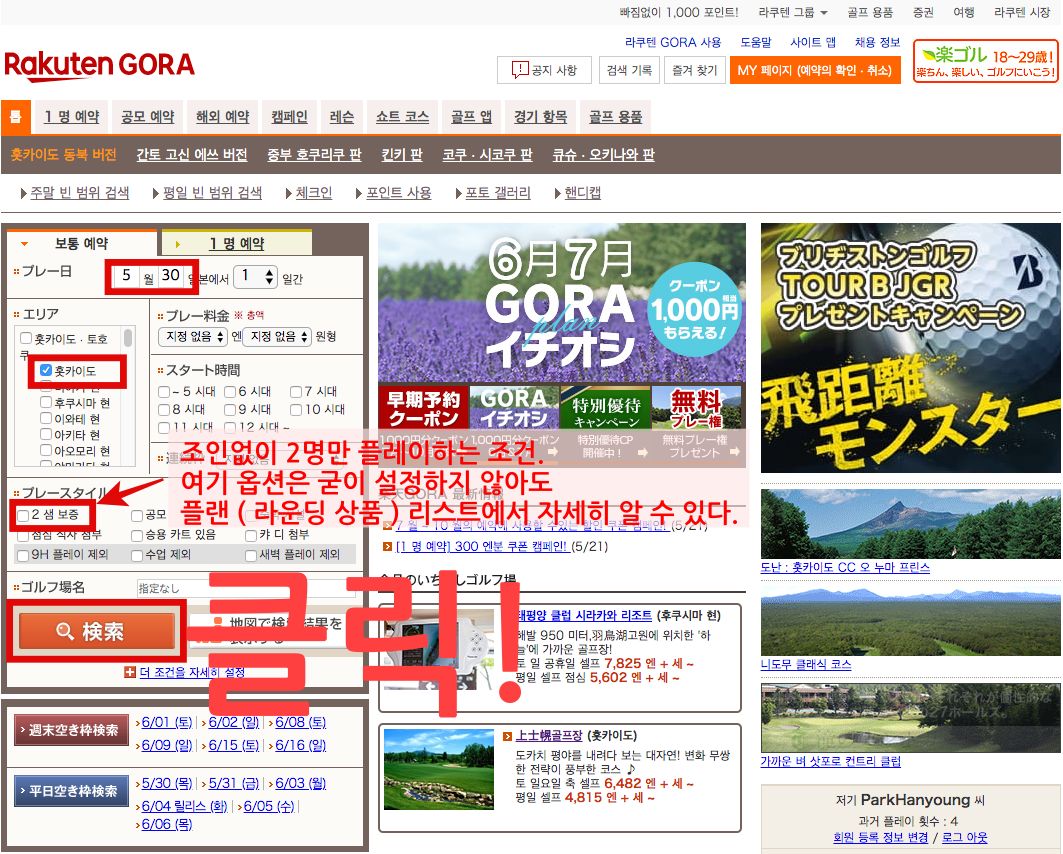 빠짐없이 1,000 포인트! 라쿠텐 그룹 골프 용품 증권 여행 라쿠텐 시장
라쿠텐 GORA 사용 도움말 사이트 맵 채용 정보
Rakuten GORA
공지 사항 검색 기록 즐겨 찾기 MY 페이지 (예약의 확인 · 취소)
楽ゴル 18~29歳!
楽ちん、楽しい、ゴルフにいこう!
홈 1 명 예약 공모 예약 해외 예약 캠페인 레슨 쇼트 코스 골프 앱 경기 항목 골프 용품
홋카이도 동북 버전 간토 고신 에쓰 버전 중부 호쿠리쿠 판 킨키 판 코쿠 · 시코쿠 판 큐슈 · 오키나와 판
주말 빈 범위 검색 평일 빈 범위 검색 체크인 포인트 사용 포토 갤러리 핸디캡
보통 예약 1 명 예약
プレー日 5 월 30 일본에서 1 일간
エリア
홋카이도 · 토호
쿠
홋카이도
후쿠시마 현
이와테 현
아키타 현
아오모리 현
プレー料金 ※ 총액
지정 없음 엔 지정 없음 원형
スタート時間
~ 5 시대 6 시대 7 시대
8 시대 9 시대 10 시대
11 시대 12 시대 ~
조인없이 2명만 플레이하는 조건.
여기 옵션은 굳이 설정하지 않아도
플랜 ( 라운딩 상품 ) 리스트에서 자세히 알 수 있다.
プレースタイル
2 샘 보증 공모
점심 식사 첨부 승용 카트 있음 캬 디 첨부
9H 플레이 제외 수업 제외 새벽 플레이 제외
ゴルフ場名 指定なし
検索
클릭!
더 조건을 자세히 설정
週末空き枠検索
6/01 (토) 6/02 (일) 6/08 (토)
6/09 (일) 6/15 (토) 6/16 (일)
平日空き枠検索
5/30 (목) 5/31 (금) 6/03 (월)
6/04 릴리스 (화) 6/05 (수)
6/06 (목)
6月7月
GORA
plan
イチオシ
クーポン
1,000円相当
もらえる!
早期予約
クーポン
GORA
イチオシ
特別優待
キャンペーン
無料
プレー権
1,000円分クーポン 1,000円分クーポン 特別優待CP
開催中!
無料プレー権
プレゼント
楽天GORA 最新情報
7 월 ~ 10 월의 예약에 사용할 수있는 할인 쿠폰 캠페인! (5/21)
[1 명 예약] 300 엔분 쿠폰 캠페인! (5/21)
태평양 클럽 시라카와 리조트 (후쿠시마 현)
해발 950 미터,羽鳥湖고원에 위치한 '하
늘'에 가까운 골프장!
토 일 공휴일 셀프 7,825 엔 + 세 ~
평일 셀프 점심 5,602 엔 + 세 ~
上士幌골프장 (홋카이도)
도카치 평야를 내려다 보는 대자연! 변화 무쌍
한 전략이 풍부한 코스 ♪
토 일요일 축 셀프 6,482 엔 + 세 ~
평일 셀프 4,815 엔 + 세 ~
ブリヂストンゴルフ
TOUR B JGR
プレゼントキャンペーン
飛距離
モンスター
도난 : 홋카이도 CC 오 누마 프린스
니도무 클래식 코스
가까운 벼 삿포로 컨트리 클럽
저기 ParkHanyoung 씨
과거 플레이 횟수 : 4
회원 등록 정보 변경 / 로그 아웃